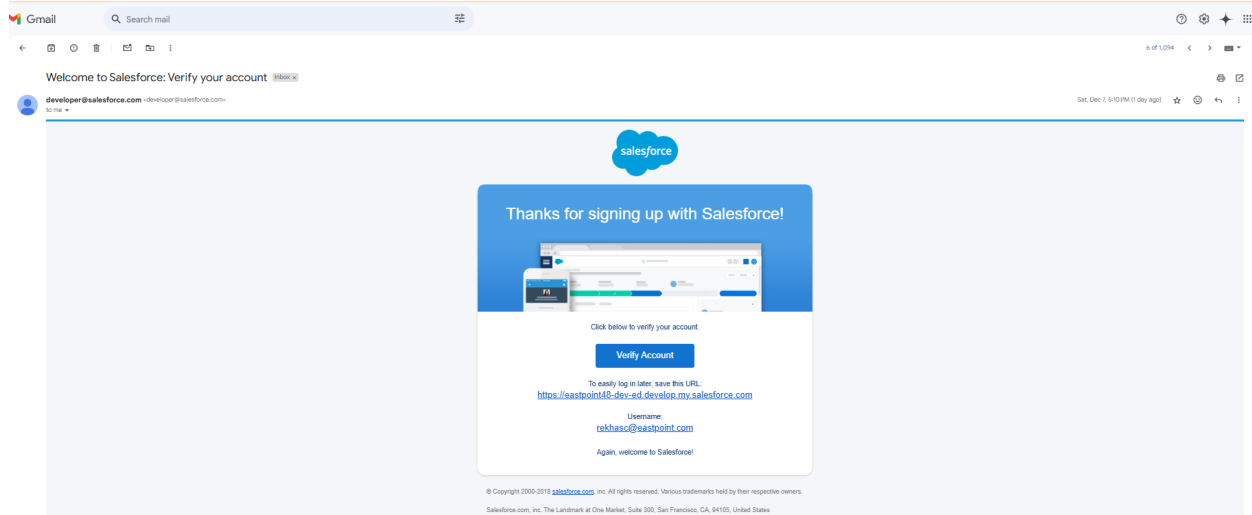 Gmail
Search mail
6 of 1,094
Welcome to Salesforce: Verify your account Inbox x
developer@salesforce.com <developer@salesforce.com>
Sat, Dec 7, 5:10 PM (1 day ago)
to me
salesforce
Thanks for signing up with Salesforce!
Click below to verify your account.
Verify Account
To easily log in later, save this URL:
https://eastpoint48-dev-ed.develop.my.salesforce.com
Username:
rekhasc@eastpoint.com
Again, welcome to Salesforce!
© Copyright 2000-2018 salesforce.com, inc. All rights reserved. Various trademarks held by their respective owners.
Salesforce.com, inc. The Landmark at One Market, Suite 300, San Francisco, CA, 94105, United States